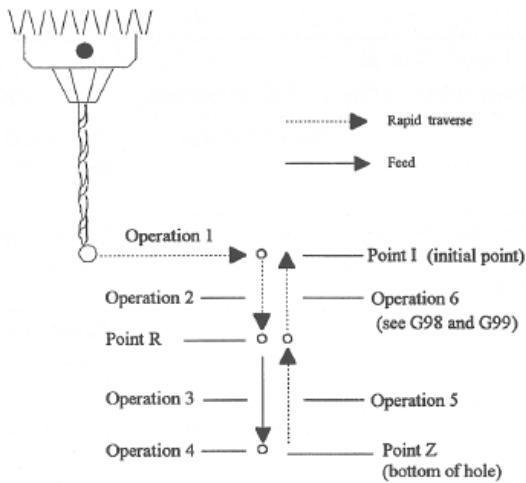 Rapid traverse
Feed
Operation 1
Point I (initial point)
Operation 2
Operation 6
(see G98 and G99)
Point R
Operation 3
Operation 5
Operation 4
Point Z
(bottom of hole)